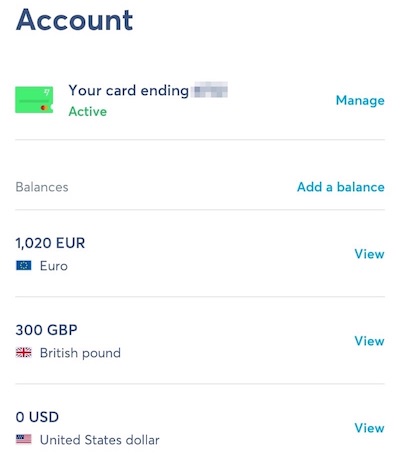 Account
Your card ending
Active
Manage
Balances
Add a balance
1,020 EUR
Euro
View
300 GBP
British pound
View
0 USD
United States dollar
View